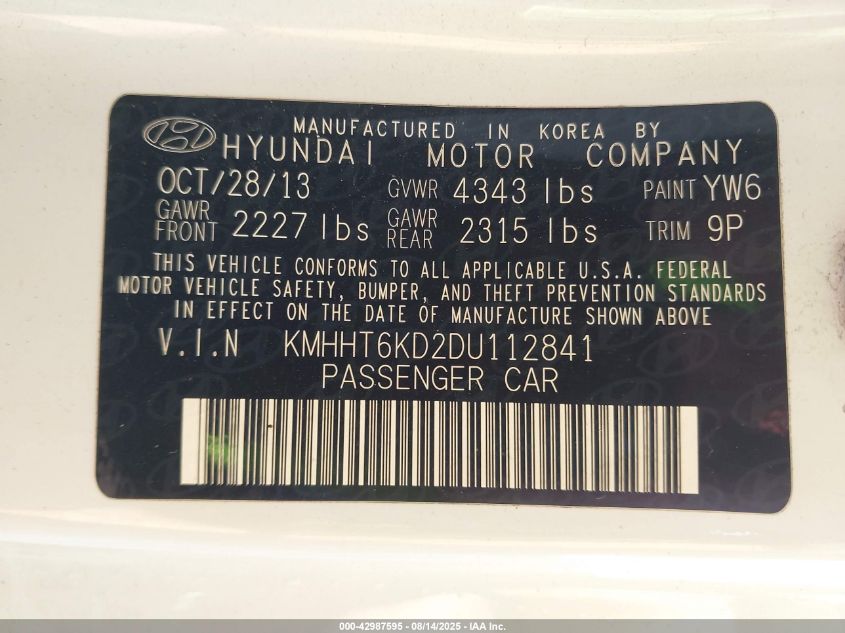 MANUFACTURED IN KOREA BY
HYUNDAI MOTOR COMPANY
OCT/28/13 GVWR 4343 lbs PAINT YW6
GAWR FRONT 2227 lbs GAWR REAR 2315 lbs TRIM 9P
THIS VEHICLE CONFORMS TO ALL APPLICABLE U.S.A. FEDERAL
MOTOR VEHICLE SAFETY, BUMPER, AND THEFT PREVENTION STANDARDS
IN EFFECT ON THE DATE OF MANUFACTURE SHOWN ABOVE
V.I.N KMHHT6KD2DU112841
PASSENGER CAR
000-42987595 - 08/14/2025 - IAA Inc.